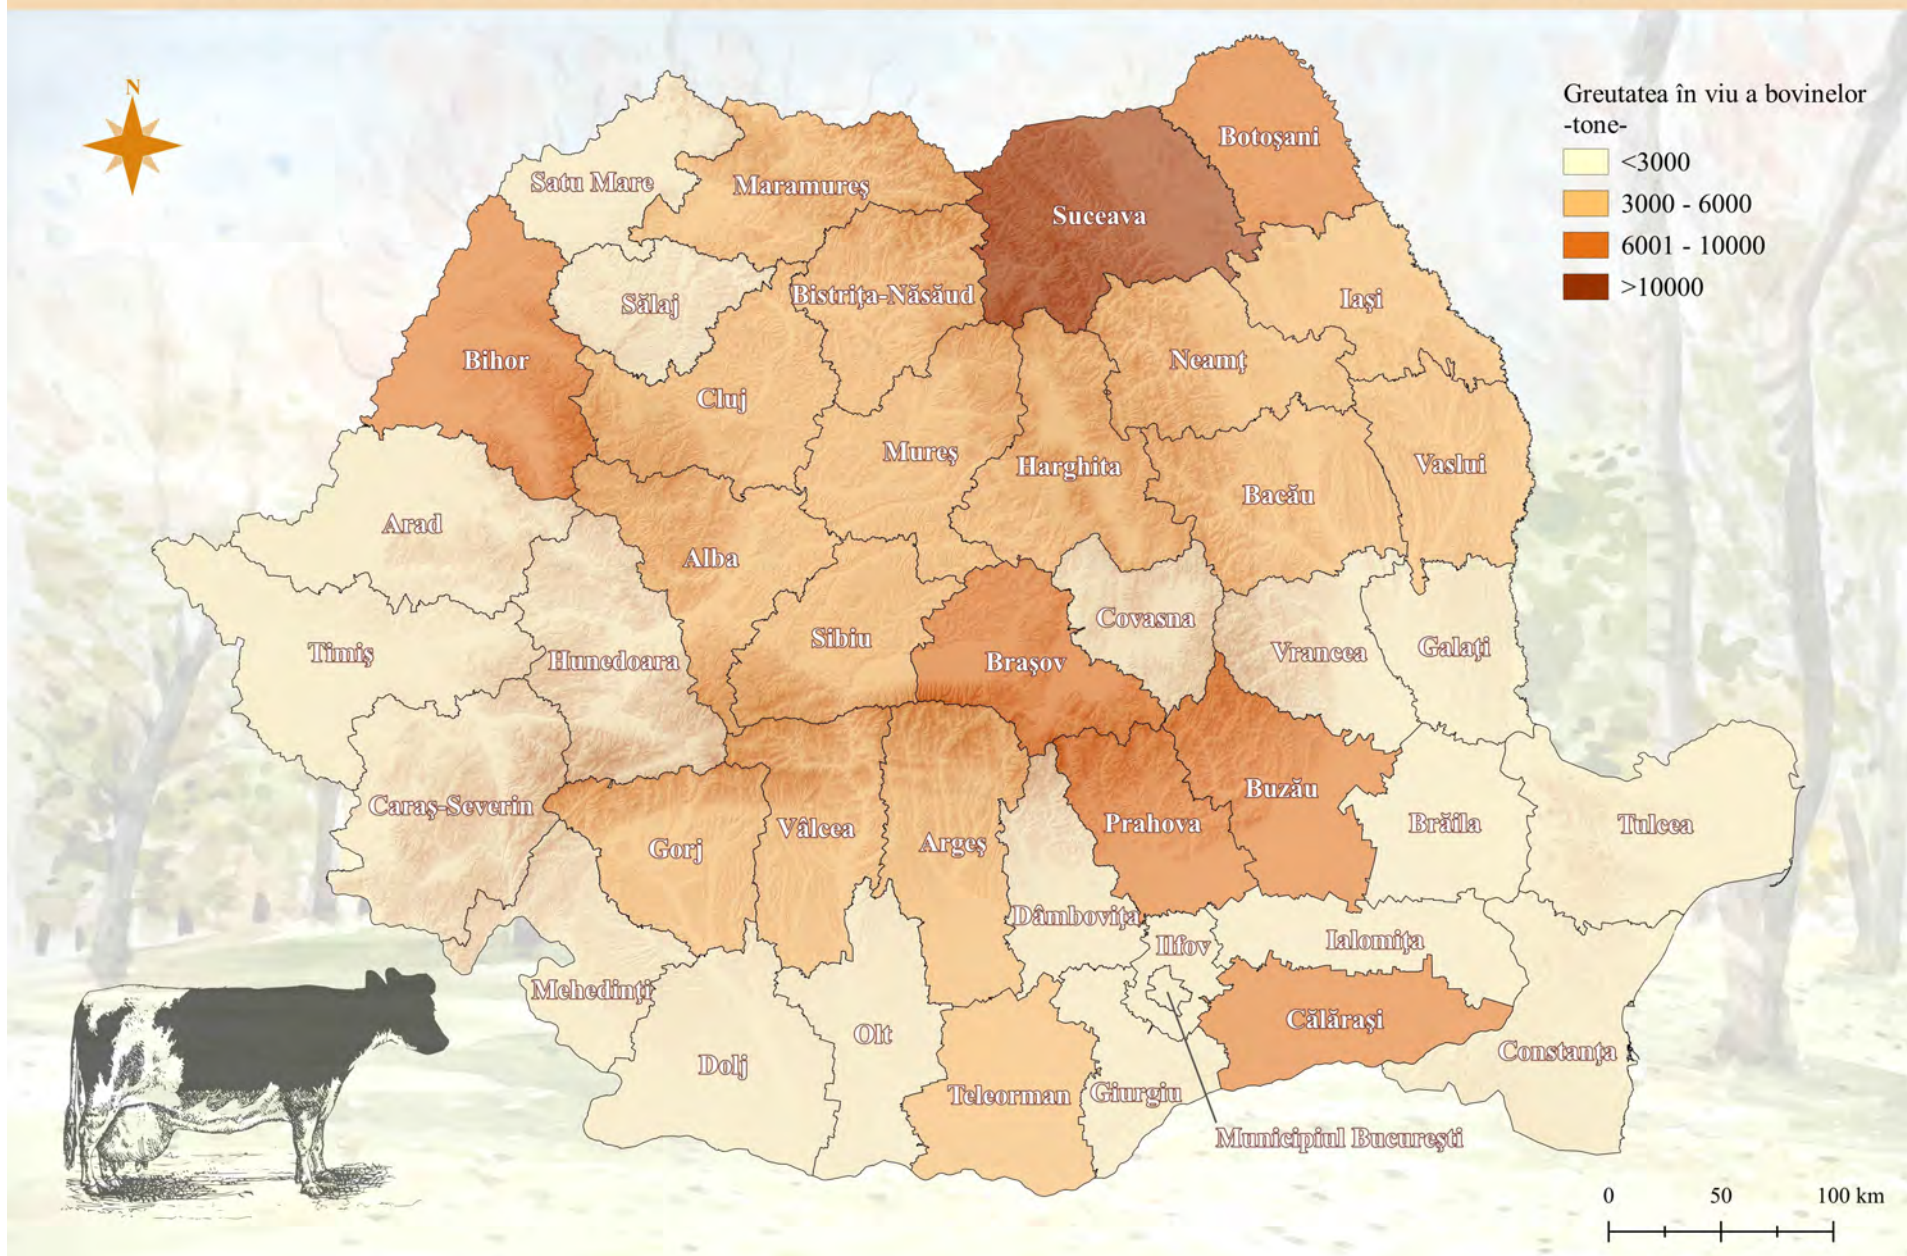 N
Greutatea în viu a bovinelor
-tone-
<3000
3000 - 6000
6001 - 10000
>10000
Botoşani
Satu Mare
Maramureş
Suceava
Sălaj
Bistriţa-Năsăud
Iaşi
Bihor
Cluj
Neamţ
Mureş
Harghita
Vaslui
Bacău
Arad
Alba
Covasna
Sibiu
Timiş
Hunedoara
Braşov
Vrancea
Galaţi
Caraş-Severin
Gorj
Vâlcea
Argeş
Prahova
Buzău
Brăila
Tulcea
Dâmboviţa
Ilfov
Ialomiţa
Mehedinţi
Călăraşi
Olt
Dolj
Constanţa
Teleorman
Giurgiu
Municipiul Bucureşti
0 50 100 km